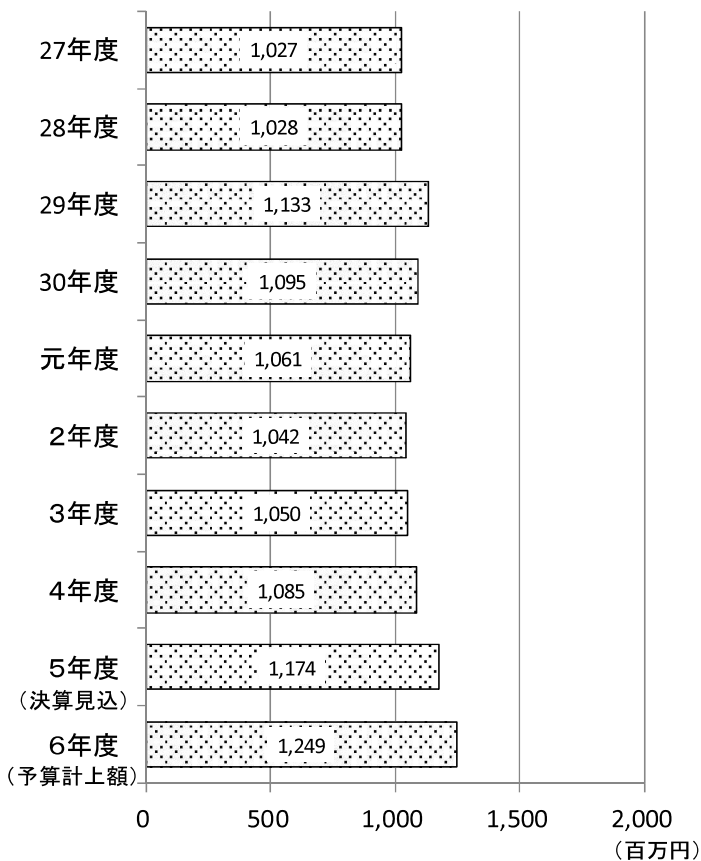 27年度 1,027
28年度 1,028
29年度 1,133
30年度 1,095
元年度 1,061
２年度 1,042
３年度 1,050
４年度 1,085
５年度 1,174
（決算見込）
６年度 1,249
（予算計上額）
0 500 1,000 1,500 2,000
（百万円）